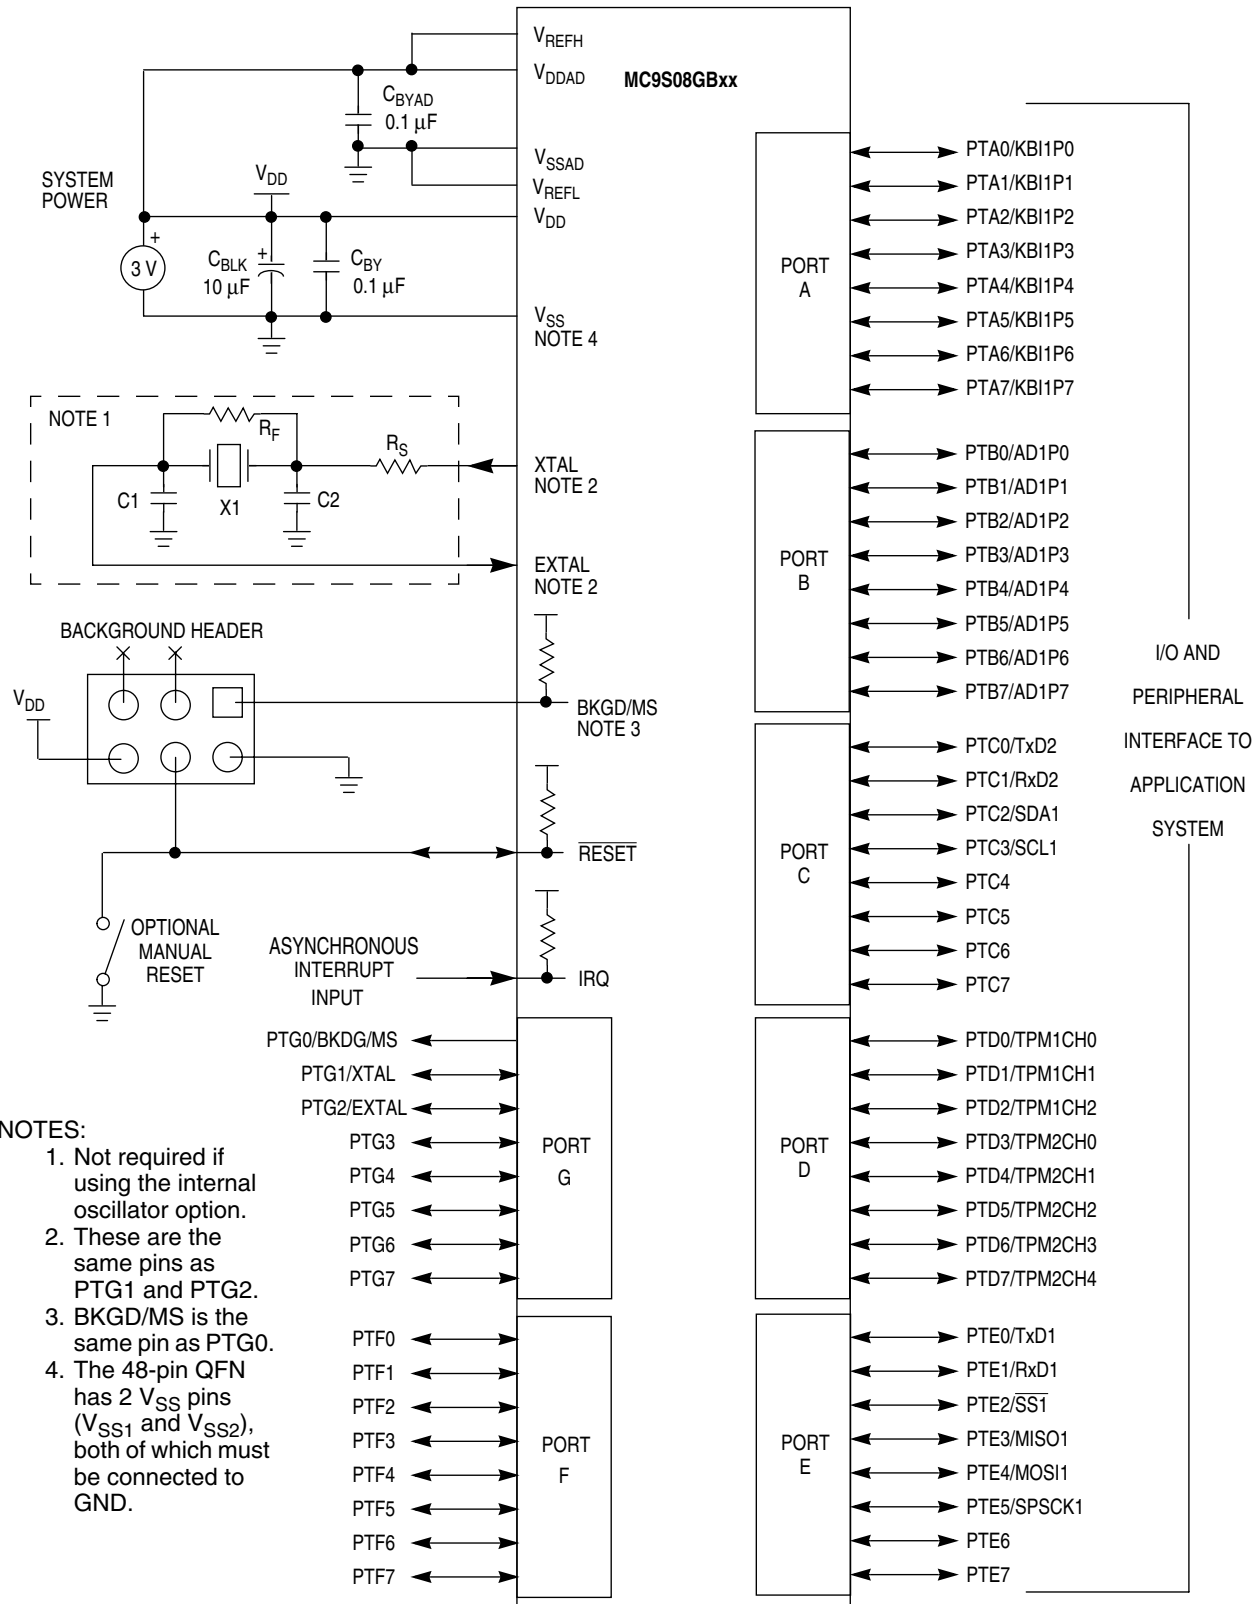 MC9S08GBxx
VREFH
VDDAD
CBYAD
0.1 μF
VSSAD
VREFL
SYSTEM
POWER
VDD
VDD
+
3 V
CBLK
+
10 μF
CBY
0.1 μF
VSS
NOTE 4
NOTE 1
RF
RS
C1
X1
C2
XTAL
NOTE 2
EXTAL
NOTE 2
BACKGROUND HEADER
VDD
BKGD/MS
NOTE 3
RESET
OPTIONAL
MANUAL
RESET
ASYNCHRONOUS
INTERRUPT
INPUT
IRQ
PTG0/BKDG/MS
PTG1/XTAL
PTG2/EXTAL
PTG3
PTG4
PTG5
PTG6
PTG7
PORT
G
PTF0
PTF1
PTF2
PTF3
PTF4
PTF5
PTF6
PTF7
PORT
F
NOTES:
1. Not required if
using the internal
oscillator option.
2. These are the
same pins as
PTG1 and PTG2.
3. BKGD/MS is the
same pin as PTG0.
4. The 48-pin QFN
has 2 VSS pins
(VSS1 and VSS2),
both of which must
be connected to
GND.
PORT
A
PTA0/KBI1P0
PTA1/KBI1P1
PTA2/KBI1P2
PTA3/KBI1P3
PTA4/KBI1P4
PTA5/KBI1P5
PTA6/KBI1P6
PTA7/KBI1P7
PORT
B
PTB0/AD1P0
PTB1/AD1P1
PTB2/AD1P2
PTB3/AD1P3
PTB4/AD1P4
PTB5/AD1P5
PTB6/AD1P6
PTB7/AD1P7
PORT
C
PTC0/TxD2
PTC1/RxD2
PTC2/SDA1
PTC3/SCL1
PTC4
PTC5
PTC6
PTC7
PORT
D
PTD0/TPM1CH0
PTD1/TPM1CH1
PTD2/TPM1CH2
PTD3/TPM2CH0
PTD4/TPM2CH1
PTD5/TPM2CH2
PTD6/TPM2CH3
PTD7/TPM2CH4
PORT
E
PTE0/TxD1
PTE1/RxD1
PTE2/SS1
PTE3/MISO1
PTE4/MOSI1
PTE5/SPSCK1
PTE6
PTE7
I/O AND
PERIPHERAL
INTERFACE TO
APPLICATION
SYSTEM